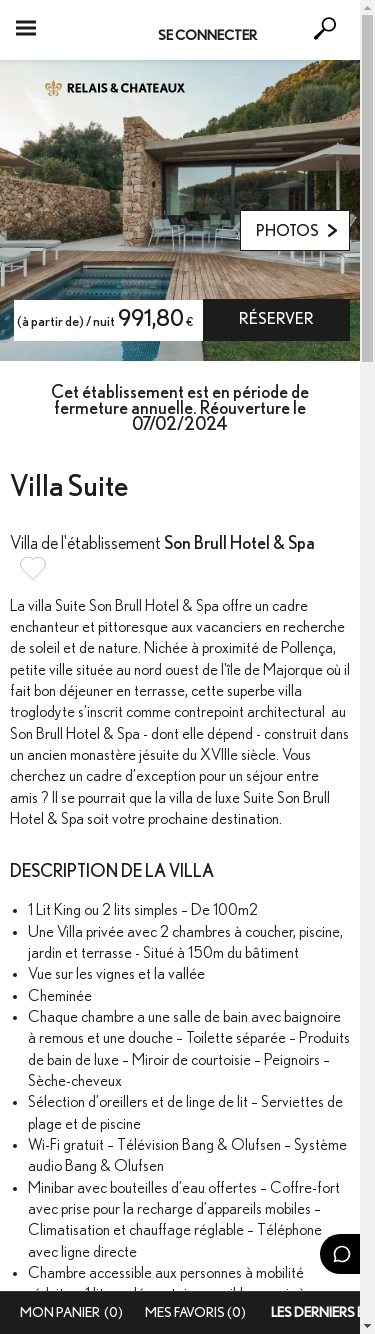 SE CONNECTER
RELAIS & CHATEAUX
PHOTOS
(à partir de) / nuit 991,80 €
RÉSERVER
Cet établissement est en période de
fermeture annuelle. Réouverture le
07/02/2024
Villa Suite
Villa de l'établissement Son Brull Hotel & Spa
La villa Suite Son Brull Hotel & Spa offre un cadre
enchanteur et pittoresque aux vacanciers en recherche
de soleil et de nature. Nichée à proximité de Pollença,
petite ville située au nord ouest de l'île de Majorque où il
fait bon déjeuner en terrasse, cette superbe villa
troglodyte s’inscrit comme contrepoint architectural  au
Son Brull Hotel & Spa - dont elle dépend - construit dans
un ancien monastère jésuite du XVIIIe siècle. Vous
cherchez un cadre d’exception pour un séjour entre
amis ? Il se pourrait que la villa de luxe Suite Son Brull
Hotel & Spa soit votre prochaine destination.
DESCRIPTION DE LA VILLA
• 1 Lit King ou 2 lits simples – De 100m2
• Une Villa privée avec 2 chambres à coucher, piscine,
jardin et terrasse - Situé à 150m du bâtiment
• Vue sur les vignes et la vallée
• Cheminée
• Chaque chambre a une salle de bain avec baignoire
à remous et une douche – Toilette séparée – Produits
de bain de luxe – Miroir de courtoisie – Peignoirs –
Sèche-cheveux
• Sélection d’oreillers et de linge de lit – Serviettes de
plage et de piscine
• Wi-Fi gratuit – Télévision Bang & Olufsen – Système
audio Bang & Olufsen
• Minibar avec bouteilles d’eau offertes – Coffre-fort
avec prise pour la recharge d’appareils mobiles –
Climatisation et chauffage réglable – Téléphone
avec ligne directe
• Chambre accessible aux personnes à mobilité
MON PANIER (0)
MES FAVORIS (0)
LES DERNIERS